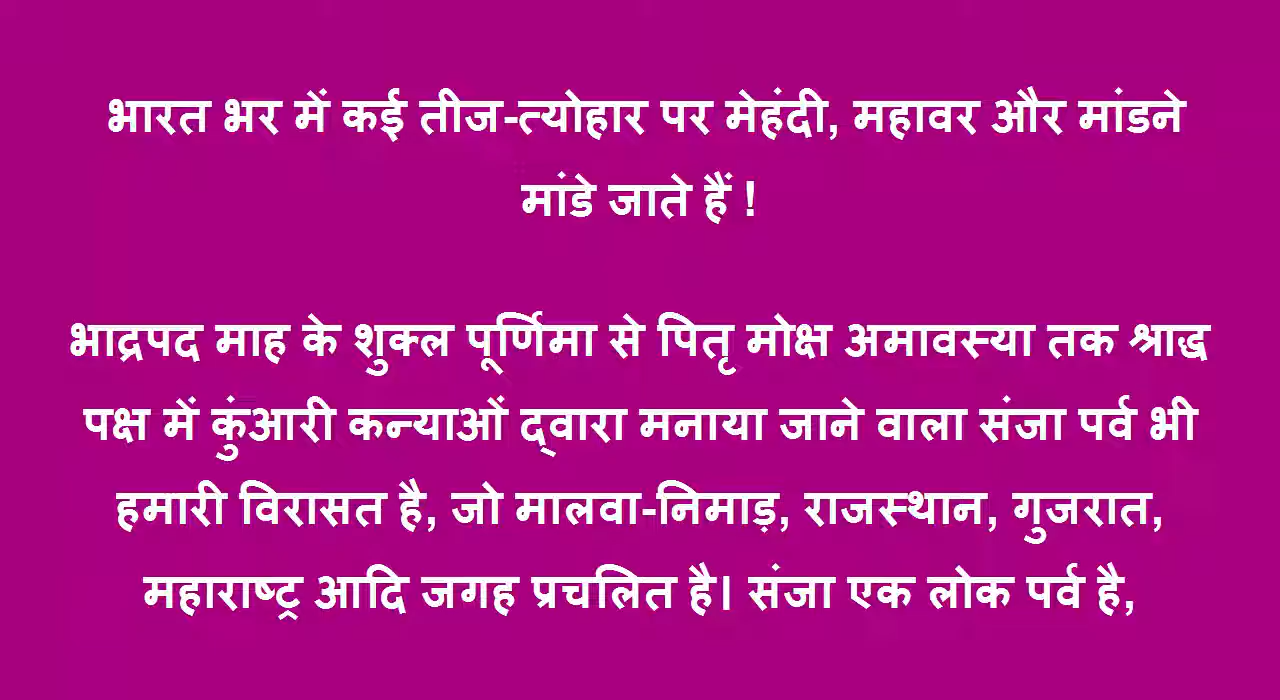 भारत भर में कई तीज-त्योहार पर मेहंदी, महावर और मांडने
मांडे जाते हैं !
भाद्रपद माह के शुक्ल पूर्णिमा से पितृ मोक्ष अमावस्या तक श्राद्ध
पक्ष में कुंआरी कन्याओं द्वारा मनाया जाने वाला संजा पर्व भी
हमारी विरासत है, जो मालवा-निमाड़, राजस्थान, गुजरात,
महाराष्ट्र आदि जगह प्रचलित है। संजा एक लोक पर्व है,